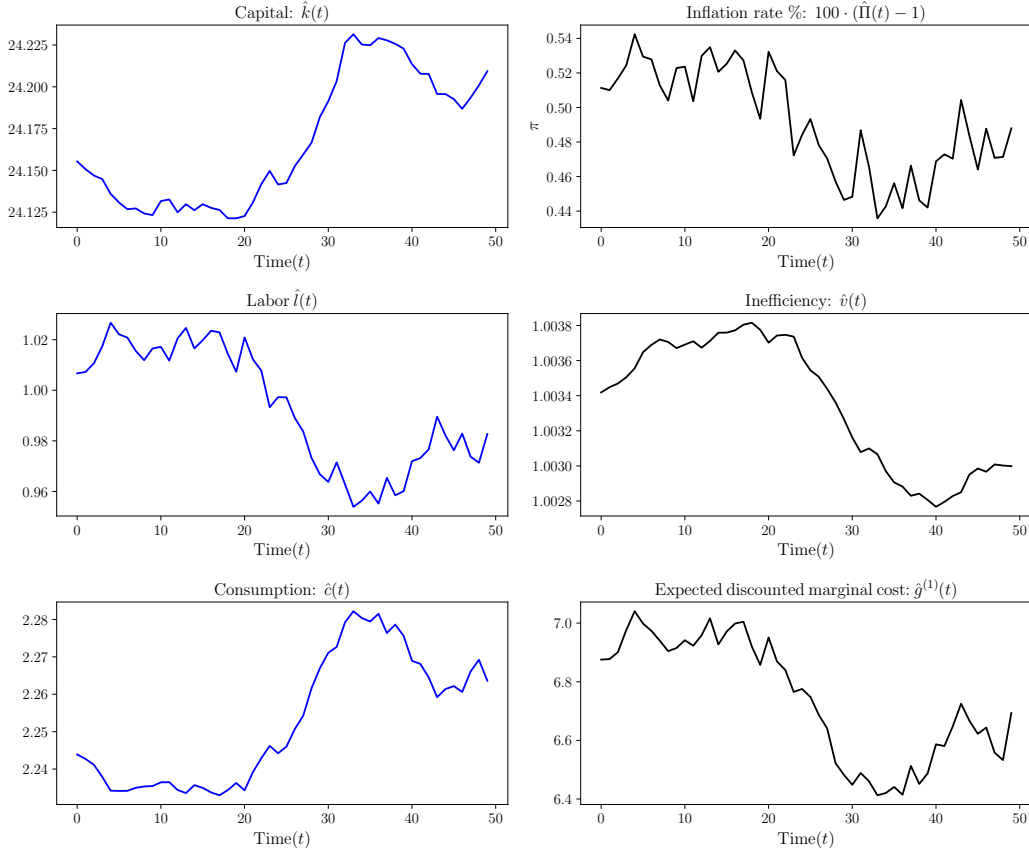 Capital: k̂(t)
24.225
24.200
24.175
24.150
24.125
0 10 20 30 40 50
Time(t)
Inflation rate %: 100 · (Π̂(t) − 1)
π
0.54
0.52
0.50
0.48
0.46
0.44
0 10 20 30 40 50
Time(t)
Labor l̂(t)
1.02
1.00
0.98
0.96
0 10 20 30 40 50
Time(t)
Inefficiency: v̂(t)
1.0038
1.0036
1.0034
1.0032
1.0030
1.0028
0 10 20 30 40 50
Time(t)
Consumption: ĉ(t)
2.28
2.27
2.26
2.25
2.24
0 10 20 30 40 50
Time(t)
Expected discounted marginal cost: ĝ⁽¹⁾(t)
7.0
6.8
6.6
6.4
0 10 20 30 40 50
Time(t)